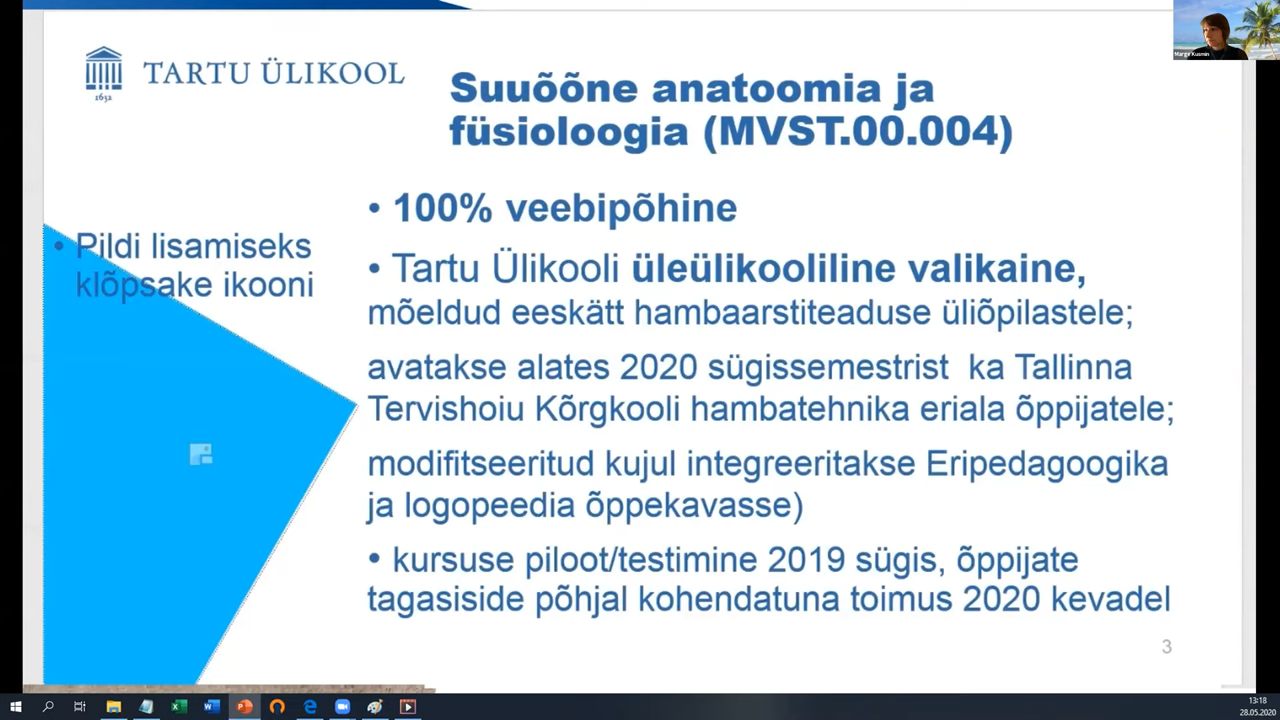 Marge Kusmin
TARTU ÜLIKOOL
1632
Suuõõne anatoomia ja
füsioloogia (MVST.00.004)
• 100% veebipõhine
• Pildi lisamiseks
klõpsake ikooni
• Tartu Ülikooli üleülikooliline valikaine,
mõeldud eeskätt hambaarstiteaduse üliõpilastele;
avatakse alates 2020 sügissemestrist ka Tallinna
Tervishoiu Kõrgkooli hambatehnika eriala õppijatele;
modifitseeritud kujul integreeritakse Eripedagoogika
ja logopeedia õppekavasse)
• kursuse piloot/testimine 2019 sügis, õppijate
tagasiside põhjal kohendatuna toimus 2020 kevadel
3
13:18
28.05.2020